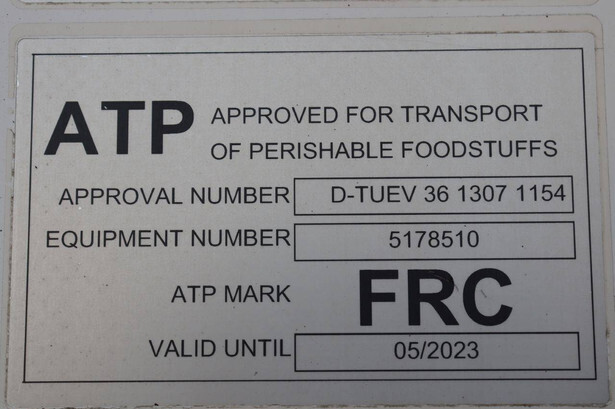 ATP APPROVED FOR TRANSPORT
OF PERISHABLE FOODSTUFFS
APPROVAL NUMBER D-TUEV 36 1307 1154
EQUIPMENT NUMBER 5178510
ATP MARK FRC
VALID UNTIL 05/2023